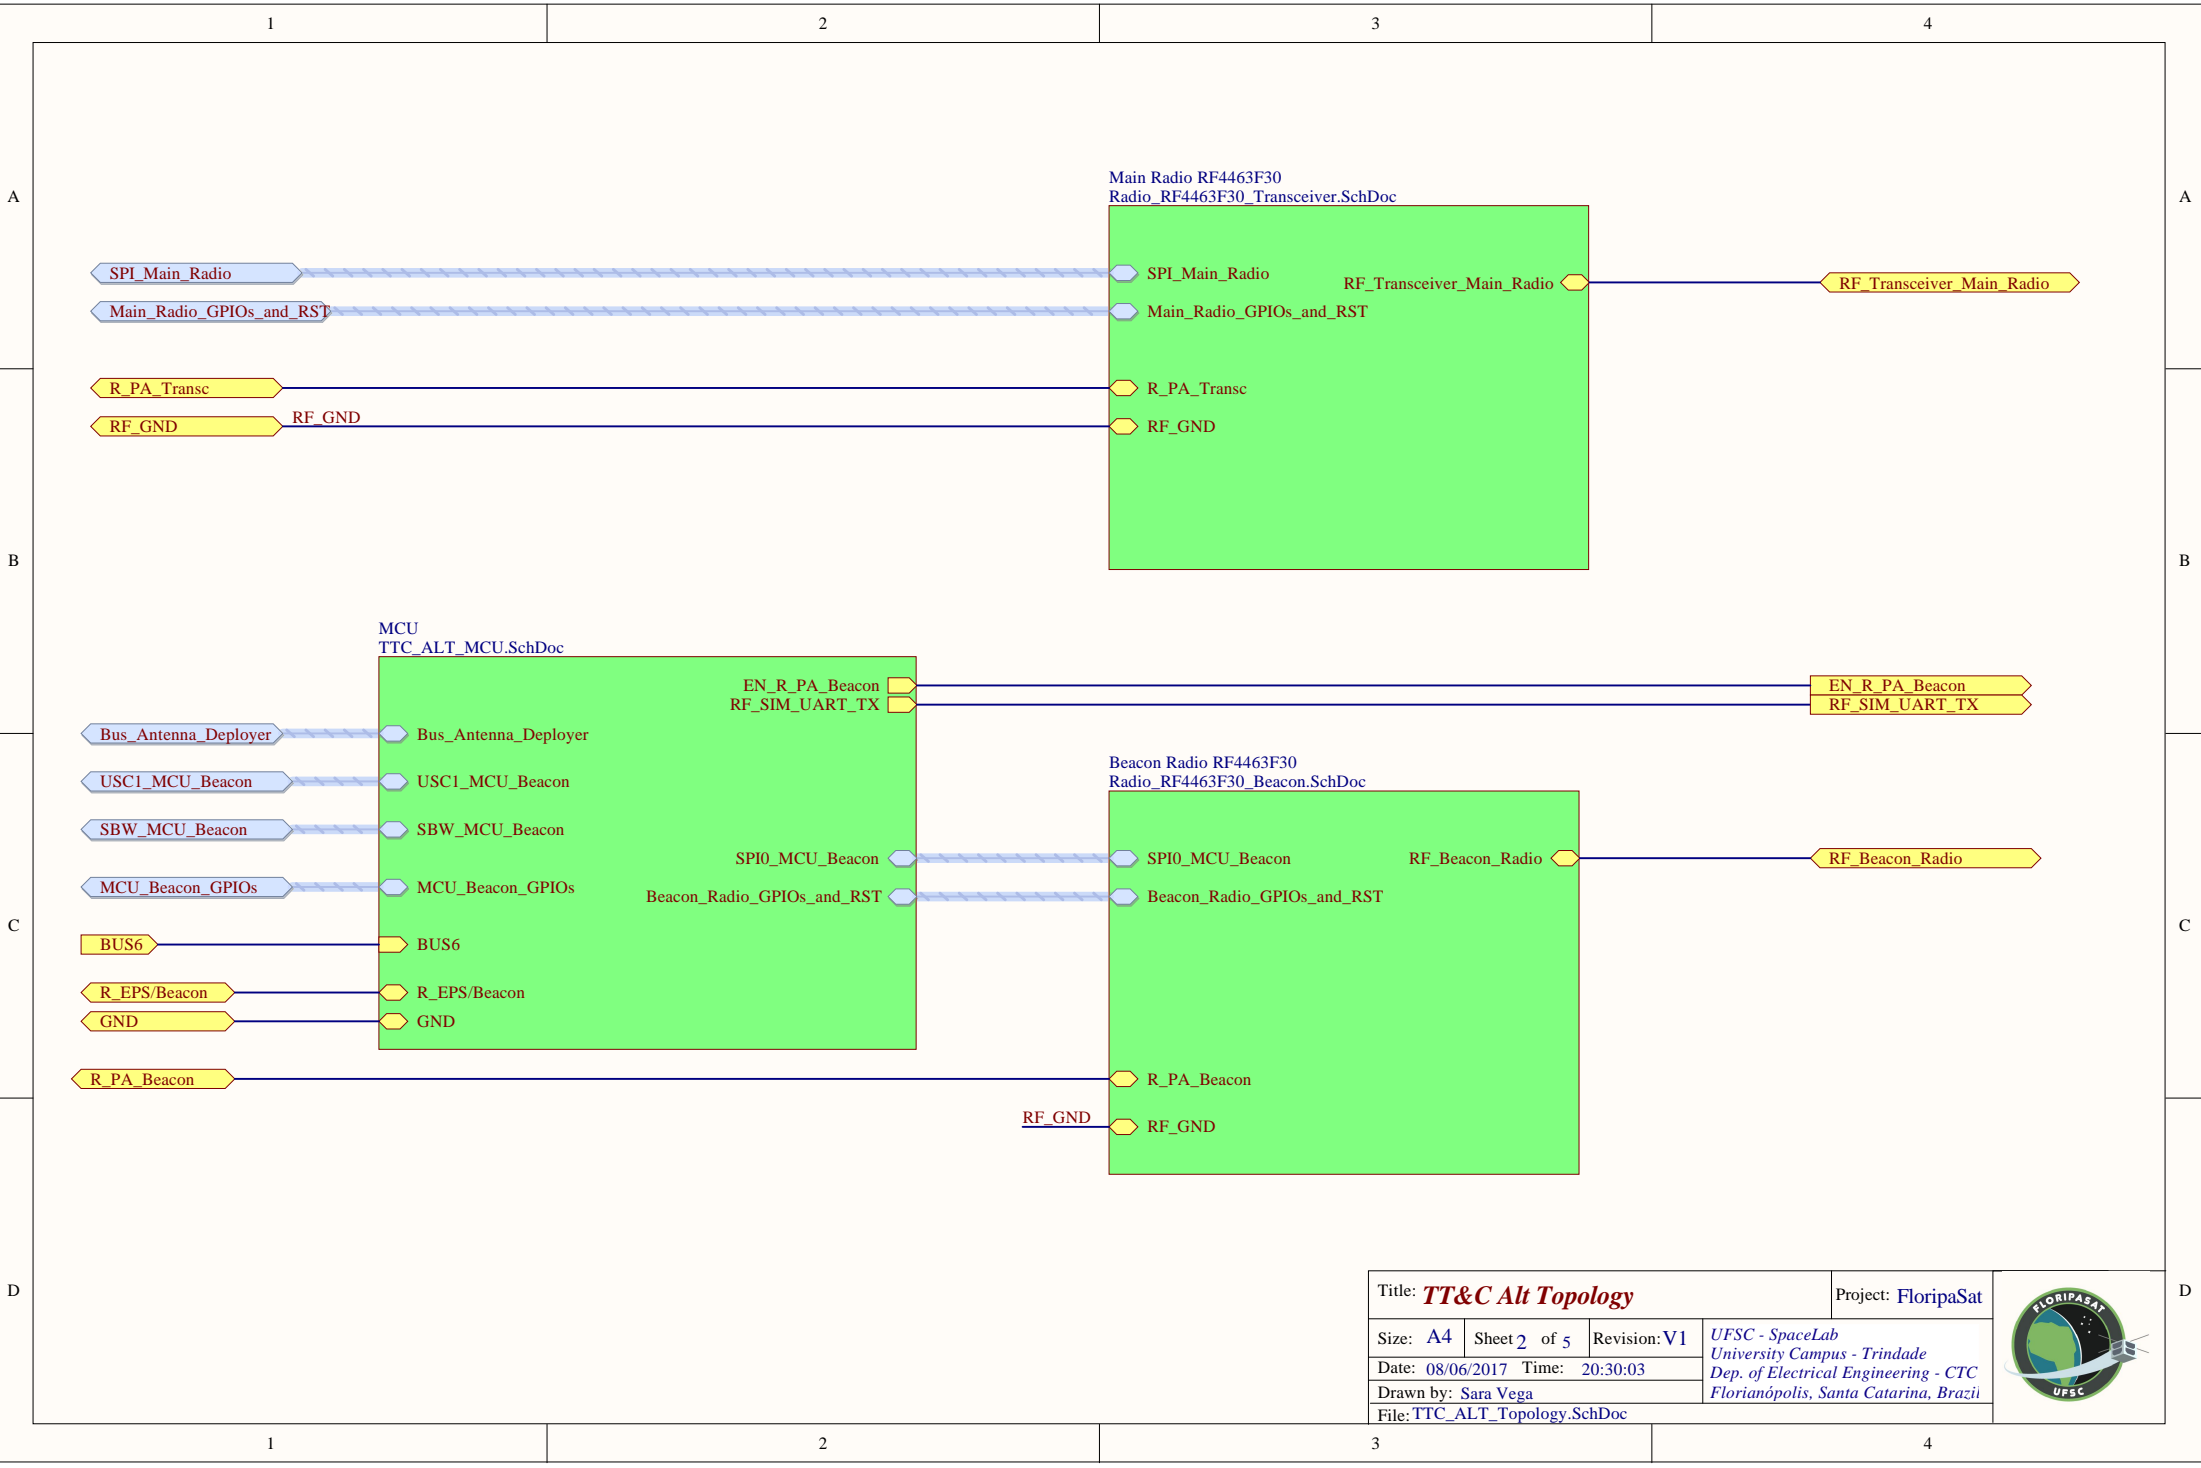 1 2 3 4
A A
Main Radio RF4463F30
Radio_RF4463F30_Transceiver.SchDoc
SPI_Main_Radio SPI_Main_Radio RF_Transceiver_Main_Radio RF_Transceiver_Main_Radio
Main_Radio_GPIOs_and_RST Main_Radio_GPIOs_and_RST
R_PA_Transc R_PA_Transc
RF_GND RF_GND RF_GND
B B
MCU
TTC_ALT_MCU.SchDoc
EN_R_PA_Beacon EN_R_PA_Beacon
RF_SIM_UART_TX RF_SIM_UART_TX
Bus_Antenna_Deployer Bus_Antenna_Deployer
Beacon Radio RF4463F30
Radio_RF4463F30_Beacon.SchDoc
USC1_MCU_Beacon USC1_MCU_Beacon
SBW_MCU_Beacon SBW_MCU_Beacon
SPI0_MCU_Beacon SPI0_MCU_Beacon RF_Beacon_Radio RF_Beacon_Radio
MCU_Beacon_GPIOs MCU_Beacon_GPIOs
Beacon_Radio_GPIOs_and_RST Beacon_Radio_GPIOs_and_RST
C C
BUS6 BUS6
R_EPS/Beacon R_EPS/Beacon
GND GND
R_PA_Beacon R_PA_Beacon
RF_GND RF_GND
D D
Title: TT&C Alt Topology Project: FloripaSat
Size: A4 Sheet 2 of 5 Revision: V1
Date: 08/06/2017 Time: 20:30:03
Drawn by: Sara Vega
File: TTC_ALT_Topology.SchDoc
UFSC - SpaceLab
University Campus - Trindade
Dep. of Electrical Engineering - CTC
Florianópolis, Santa Catarina, Brazil
FLORIPASAT
UFSC
1 2 3 4